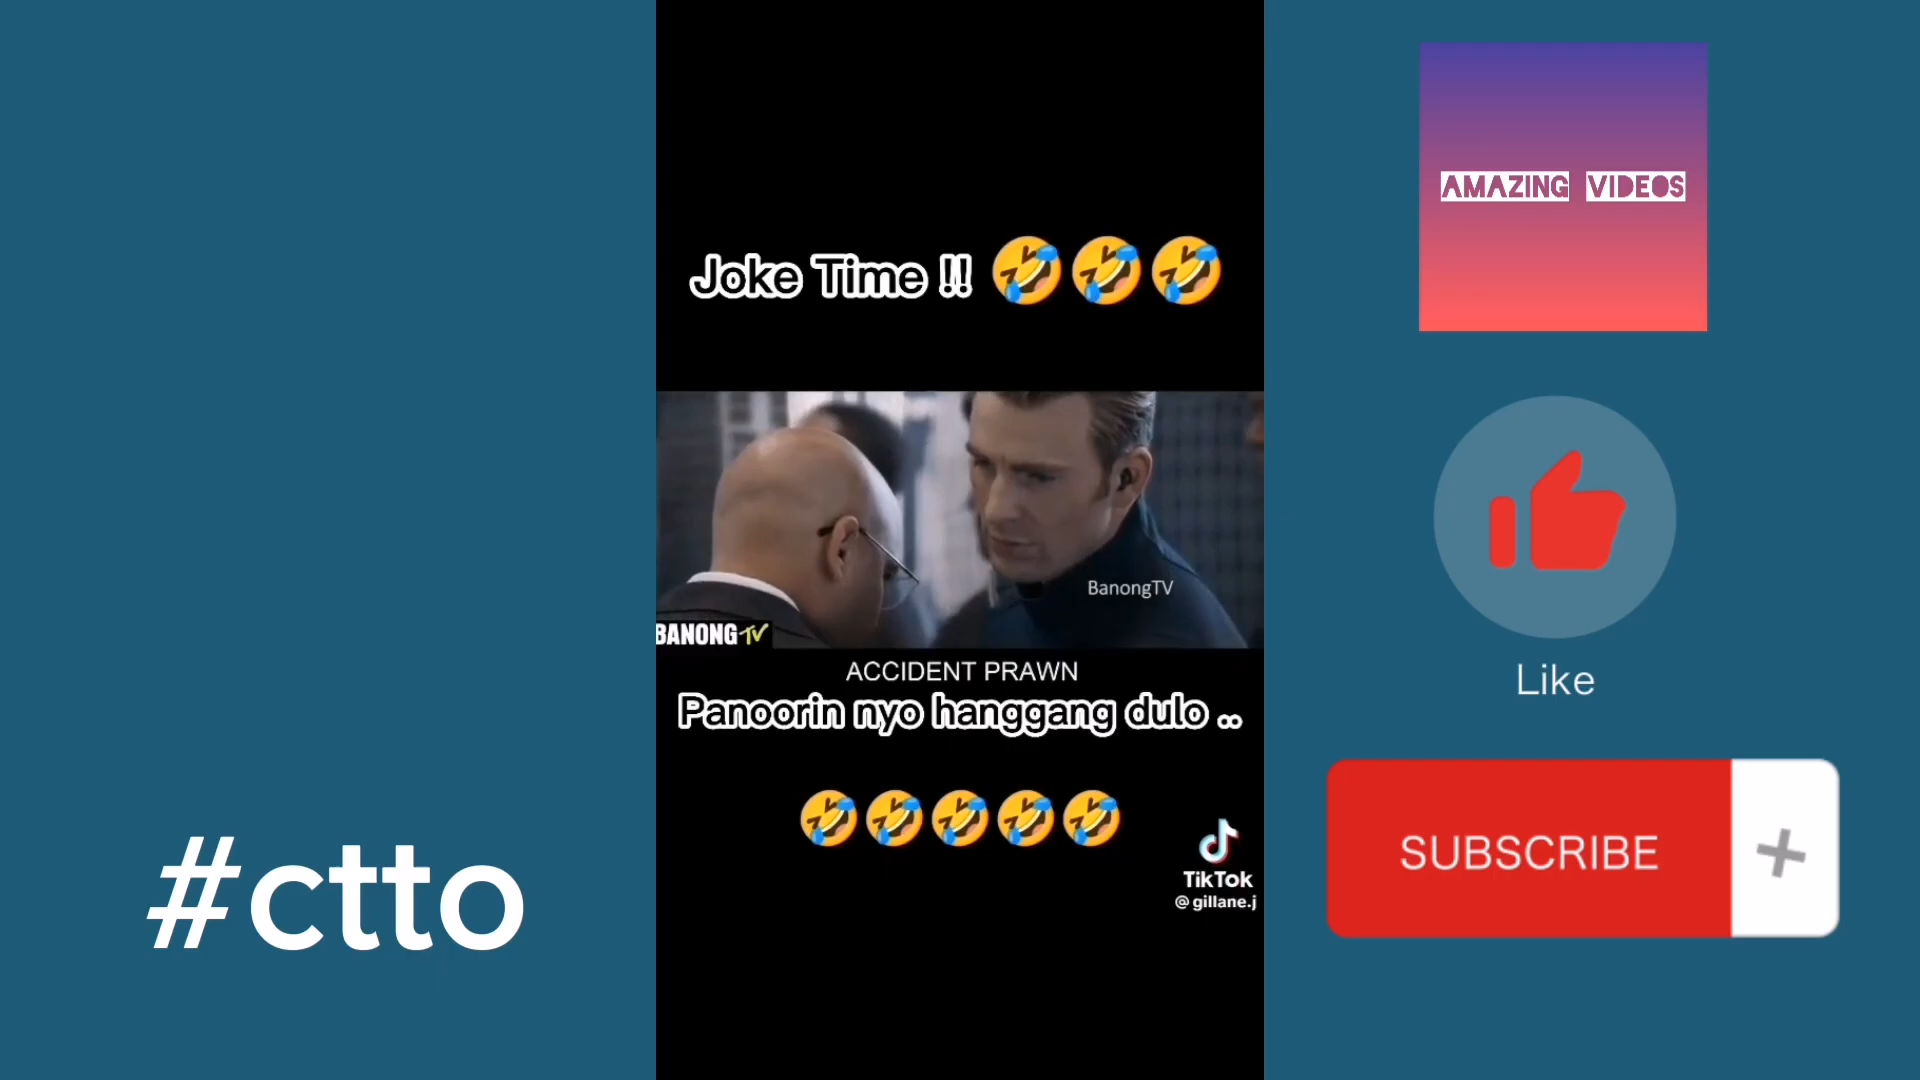 Joke Time !! 🤣🤣🤣
BanongTV
BANONG TV
ACCIDENT PRAWN
Panoorin nyo hanggang dulo ..
🤣🤣🤣🤣🤣
TikTok
@gillane.j
#ctto
AMAZING VIDEOS
Like
SUBSCRIBE +